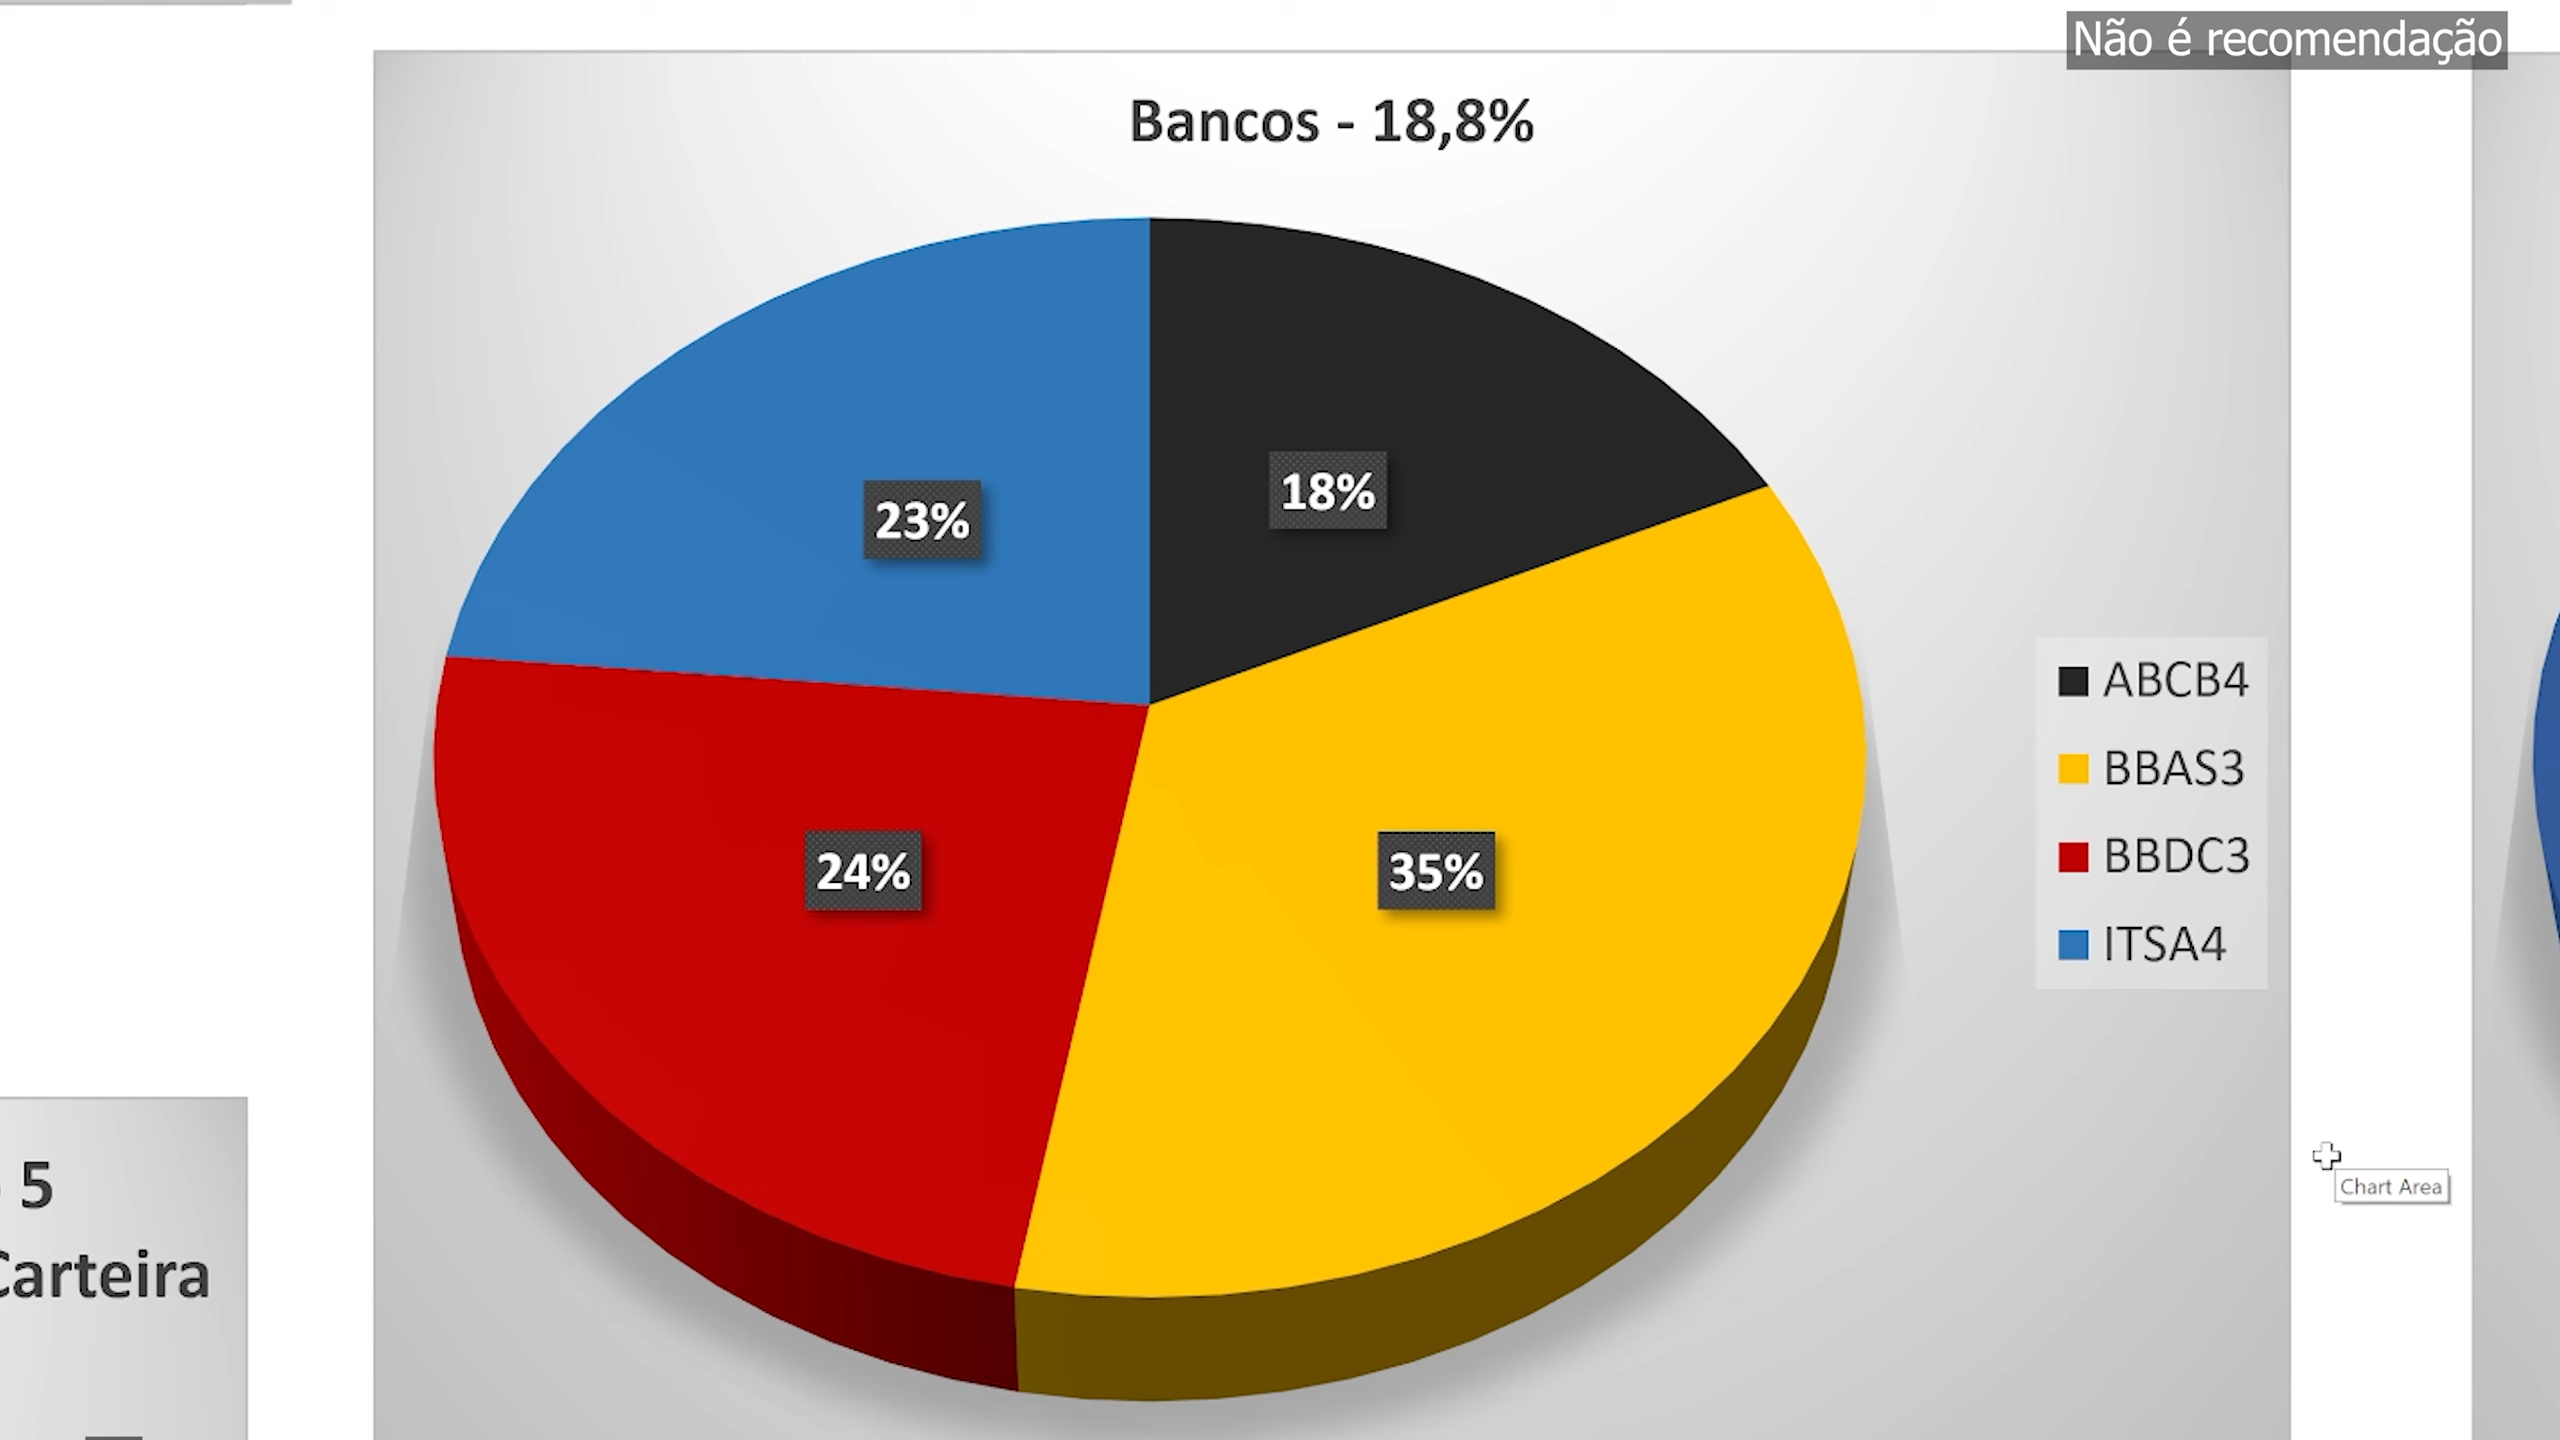 Não é recomendação
Bancos - 18,8%
23%
18%
24%
35%
ABCB4
BBAS3
BBDC3
ITSA4
Chart Area
5
Carteira